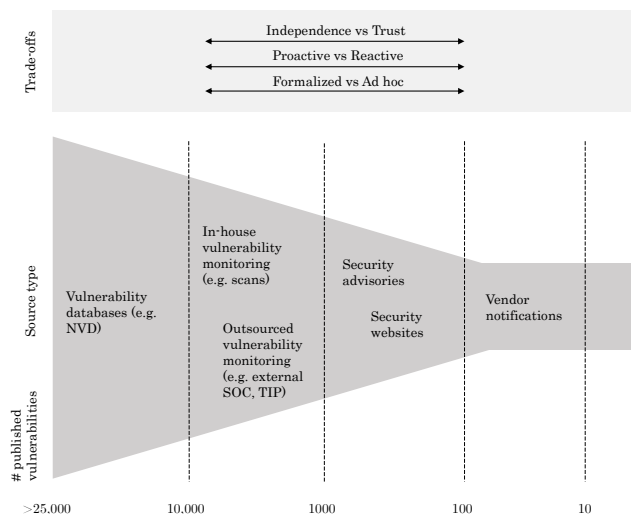 Trade-offs
Independence vs Trust
Proactive vs Reactive
Formalized vs Ad hoc
Source type
Vulnerability
databases (e.g.
NVD)
In-house
vulnerability
monitoring
(e.g. scans)
Outsourced
vulnerability
monitoring
(e.g. external
SOC, TIP)
Security
advisories
Security
websites
Vendor
notifications
# published
vulnerabilities
>25,000
10,000
1000
100
10